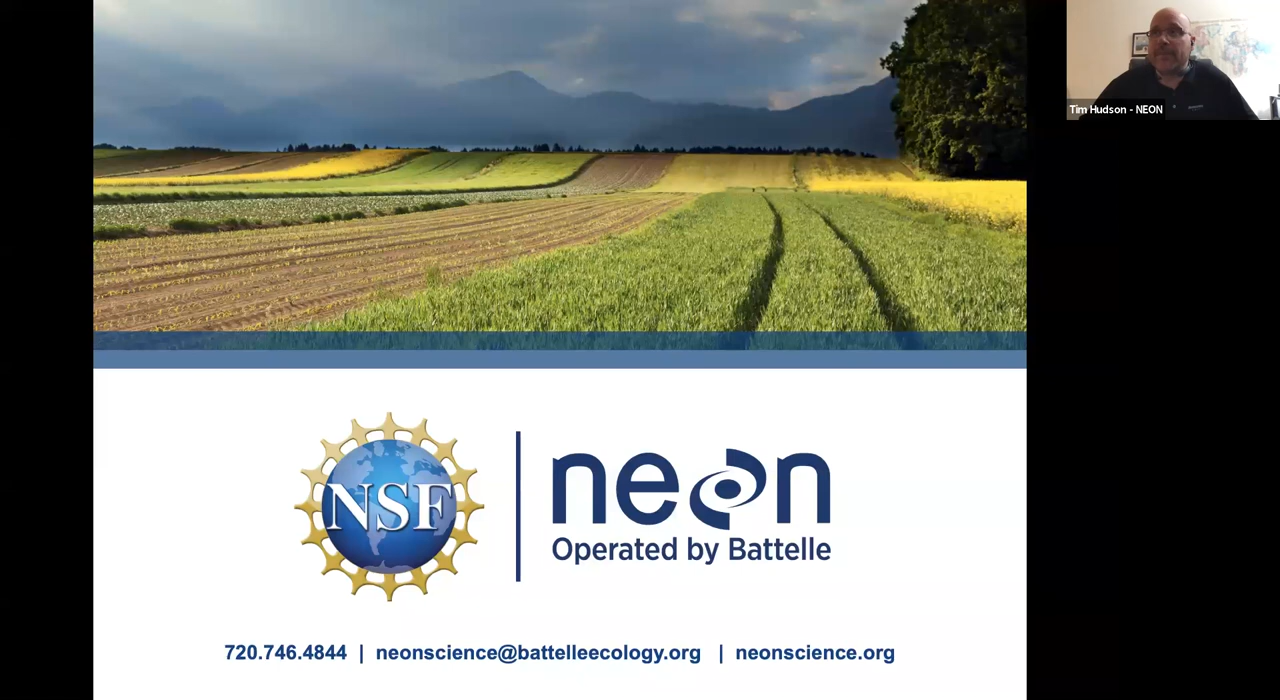 Tim Hudson - NEON
NSF
neon
Operated by Battelle
720.746.4844 | neonscience@battelleecology.org | neonscience.org